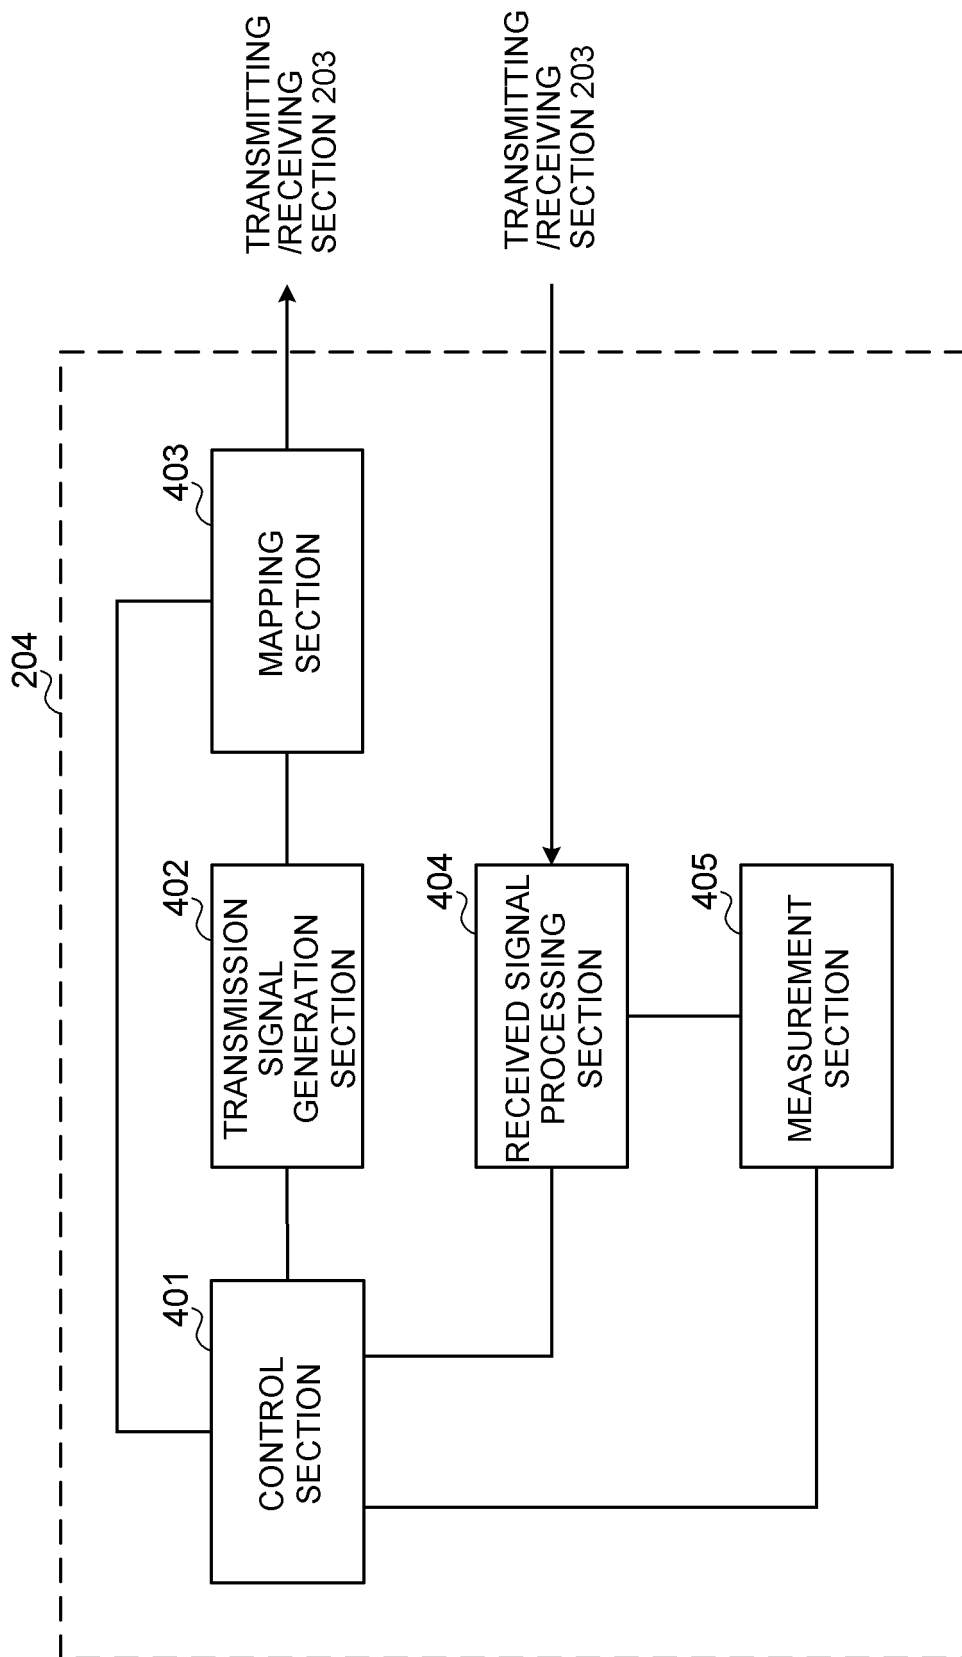 204
401
CONTROL
SECTION
402
TRANSMISSION
SIGNAL
GENERATION
SECTION
403
MAPPING
SECTION
TRANSMITTING
/RECEIVING
SECTION 203
404
RECEIVED SIGNAL
PROCESSING
SECTION
TRANSMITTING
/RECEIVING
SECTION 203
405
MEASUREMENT
SECTION